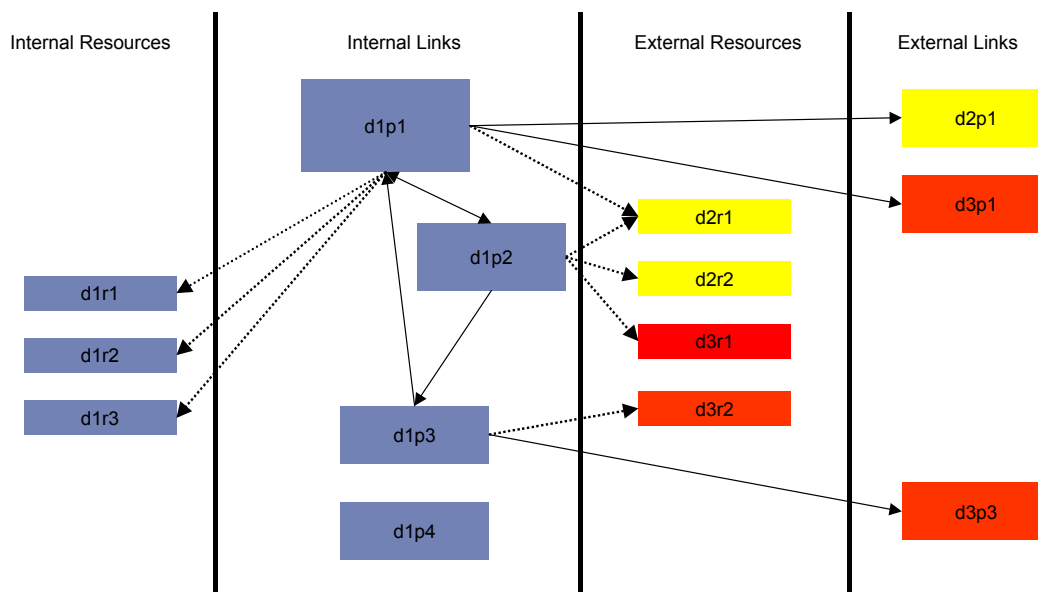 Internal Resources
Internal Links
External Resources
External Links
d1p1
d2p1
d3p1
d2r1
d1p2
d2r2
d1r1
d3r1
d1r2
d3r2
d1r3
d1p3
d3p3
d1p4